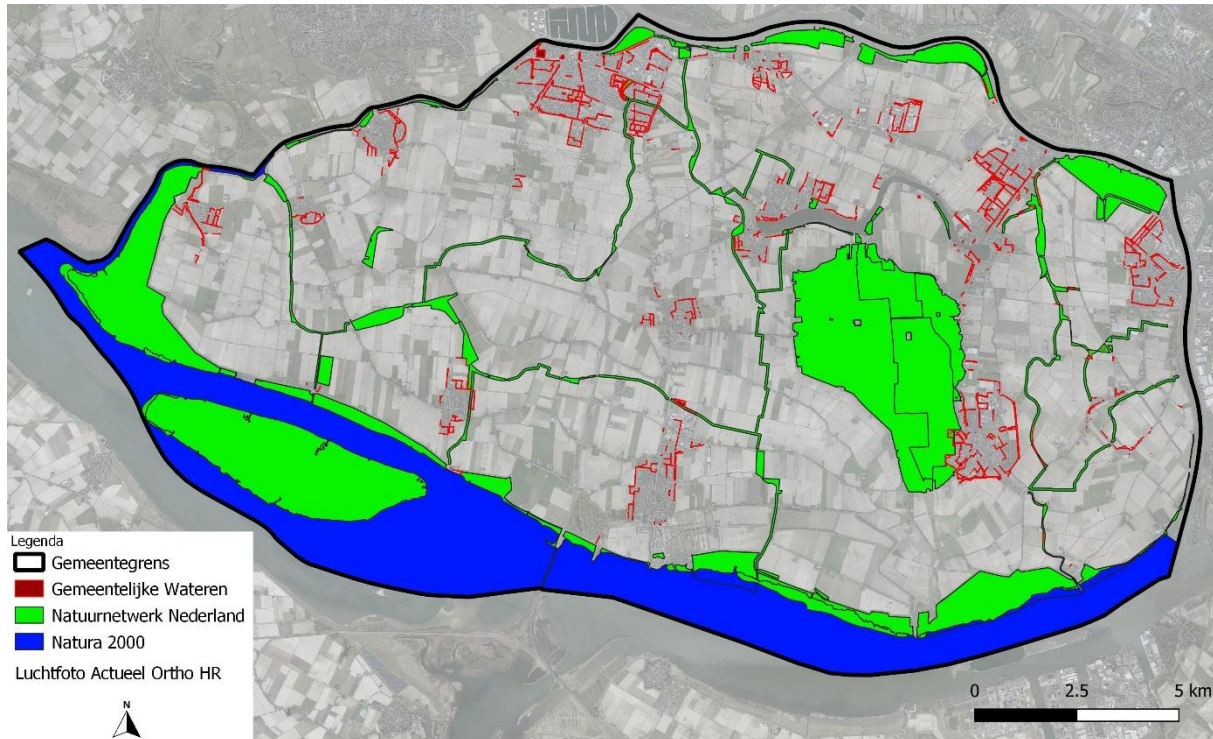 Legenda
Gemeentegrens
Gemeentelijke Wateren
Natuurnetwerk Nederland
Natura 2000
Luchtfoto Actueel Ortho HR
N
0 2.5 5 km